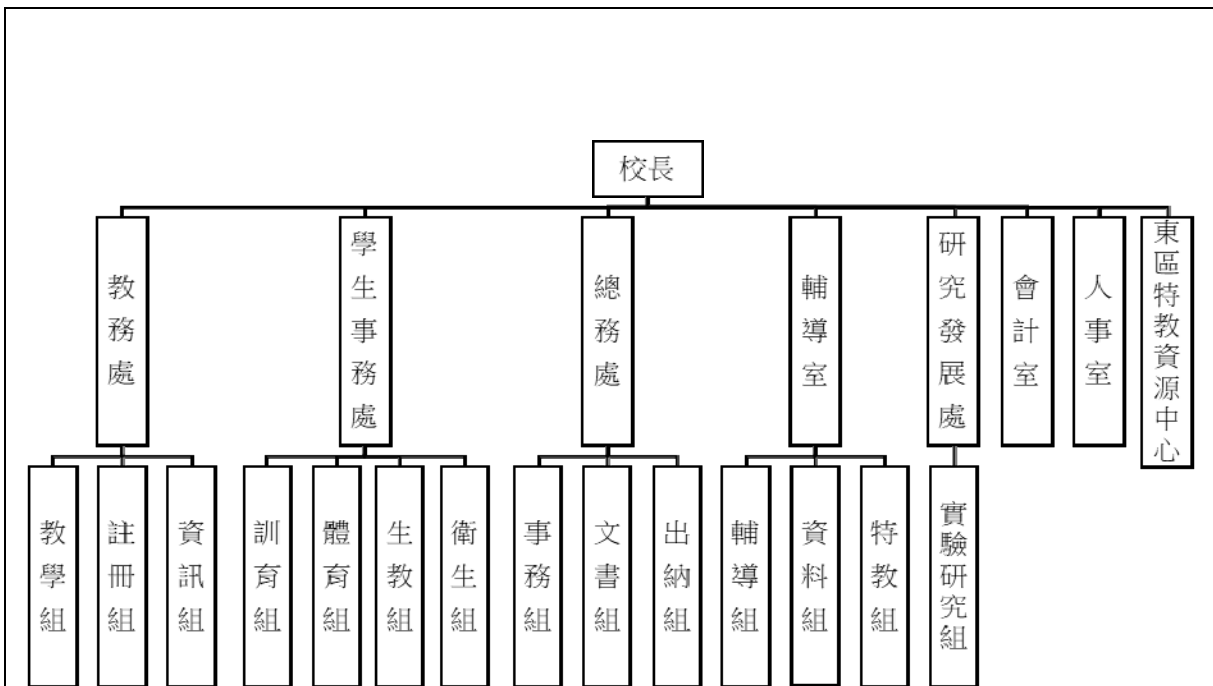 校長
教務處
學生事務處
總務處
輔導室
研究發展處
會計室
人事室
東區特教資源中心
教學組
註冊組
資訊組
訓育組
體育組
生教組
衛生組
事務組
文書組
出納組
輔導組
資料組
特教組
實驗研究組